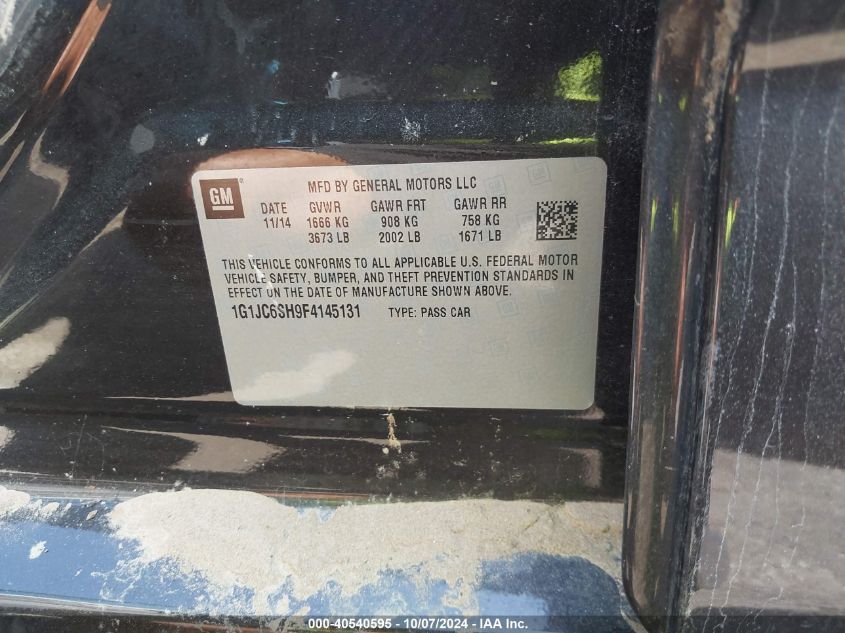 GM
MFD BY GENERAL MOTORS LLC
DATE GVWR GAWR FRT GAWR RR
11/14 1666 KG 908 KG 758 KG
3673 LB 2002 LB 1671 LB
THIS VEHICLE CONFORMS TO ALL APPLICABLE U.S. FEDERAL MOTOR
VEHICLE SAFETY, BUMPER, AND THEFT PREVENTION STANDARDS IN
EFFECT ON THE DATE OF MANUFACTURE SHOWN ABOVE.
1G1JC6SH9F4145131 TYPE: PASS CAR
000-40540595 - 10/07/2024 - IAA Inc.